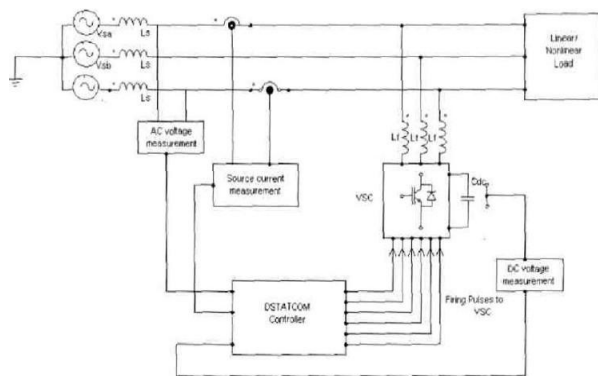 Vsa
Ls
Vsb
Ls
Ls
Linear/
Nonlinear
Load
AC voltage
measurement
Source current
measurement
Lf
Lf
Lf
VSC
Cdc
DC voltage
measurement
DSTATCOM
Controller
Firing Pulses to
VSC